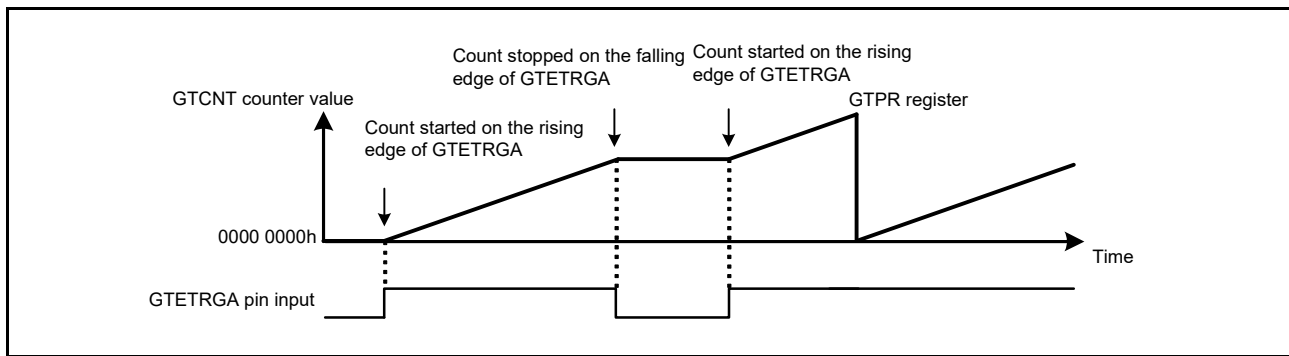 Count stopped on the falling
edge of GTETRGA
Count started on the rising
edge of GTETRGA
GTCNT counter value
GTPR register
Count started on the rising
edge of GTETRGA
0000 0000h
Time
GTETRGA pin input